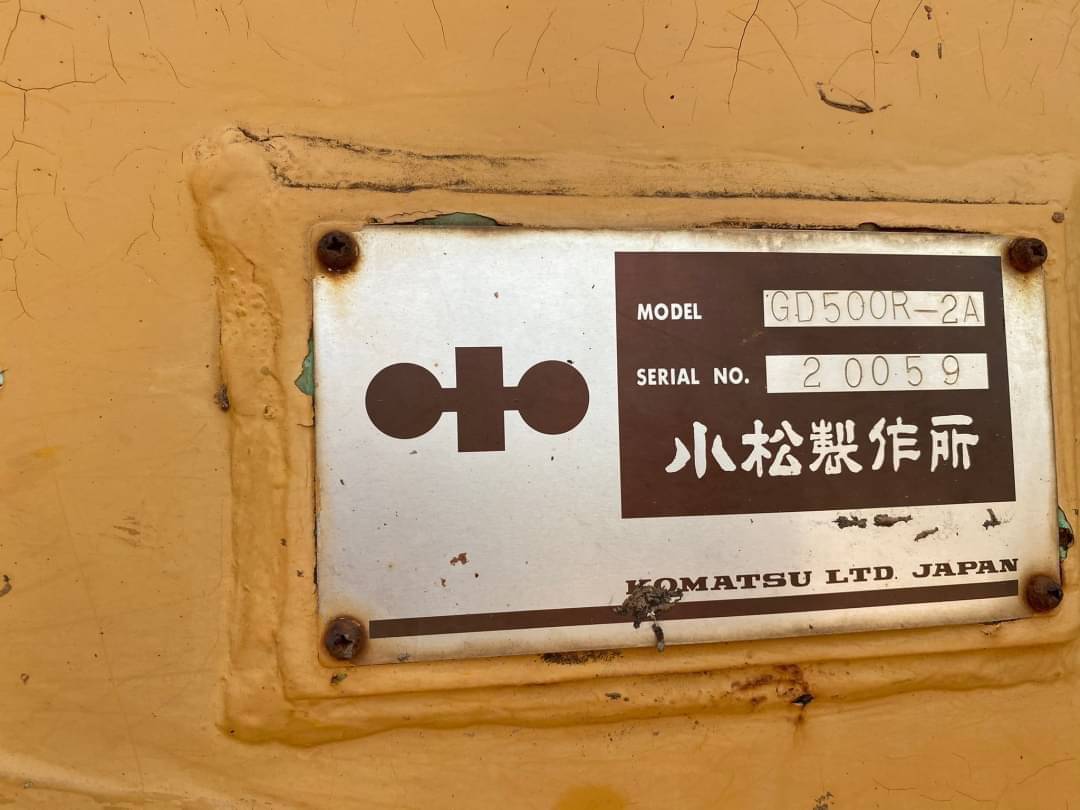 MODEL GD500R-2A
SERIAL NO. 20059
小松製作所
KOMATSU LTD. JAPAN